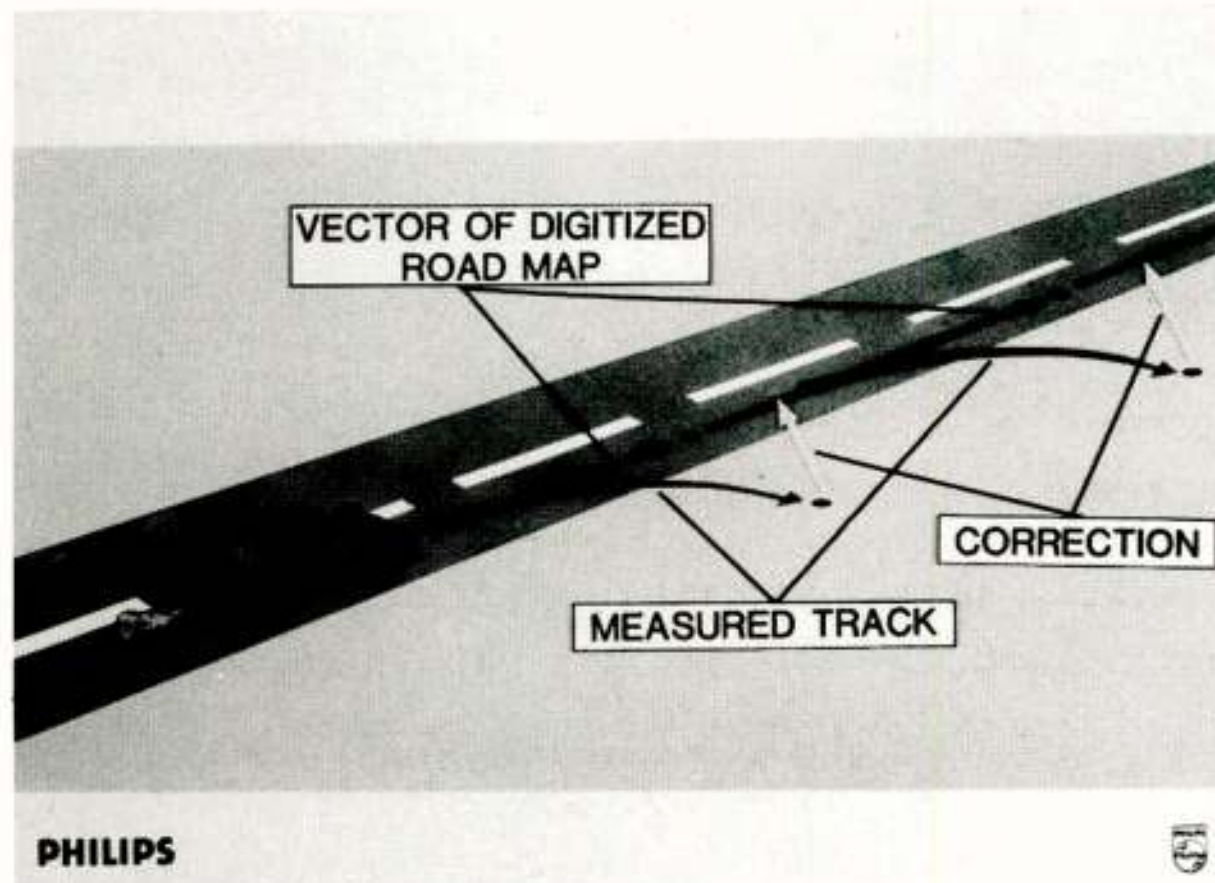 VECTOR OF DIGITIZED
ROAD MAP
CORRECTION
MEASURED TRACK
PHILIPS